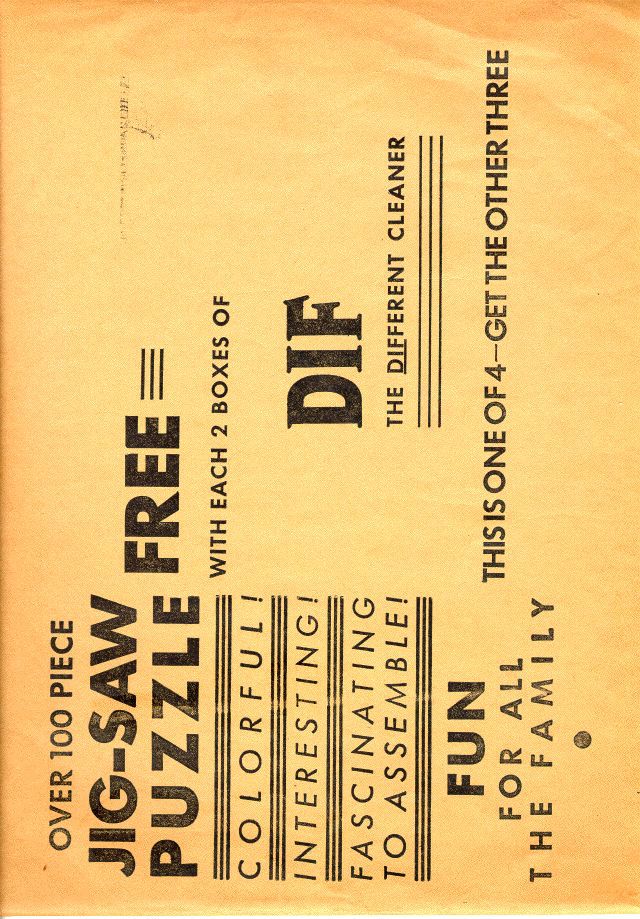 OVER 100 PIECE
JIG-SAW
PUZZLE
COLORFUL!
INTERESTING!
FASCINATING
TO ASSEMBLE!
FUN
FOR ALL
THE FAMILY
FREE
WITH EACH 2 BOXES OF
DIF
THE DIFFERENT CLEANER
THIS IS ONE OF 4—GET THE OTHER THREE